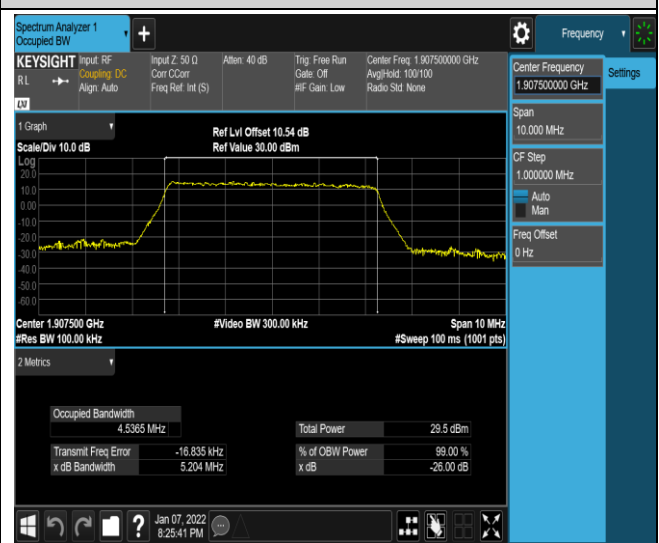 Spectrum Analyzer 1
Occupied BW
+
Frequency
KEYSIGHT
R L
LXI
Input: RF
Coupling: DC
Align: Auto
Input Z: 50 Ω
Corr CCorr
Freq Ref: Int (S)
Atten: 40 dB
Trig: Free Run
Gate: Off
#IF Gain: Low
Center Freq: 1.907500000 GHz
Avg|Hold: 100/100
Radio Std: None
Center Frequency
1.907500000 GHz
Settings
Span
10.000 MHz
CF Step
1.000000 MHz
Auto
Man
Freq Offset
0 Hz
1 Graph
Scale/Div 10.0 dB
Ref Lvl Offset 10.54 dB
Ref Value 30.00 dBm
Log
20.0
10.0
0.00
-10.0
-20.0
-30.0
-40.0
-50.0
-60.0
Center 1.907500 GHz
#Video BW 300.00 kHz
Span 10 MHz
#Res BW 100.00 kHz
#Sweep 100 ms (1001 pts)
2 Metrics
Occupied Bandwidth
4.5365 MHz
Total Power 29.5 dBm
Transmit Freq Error -16.835 kHz
% of OBW Power 99.00 %
x dB Bandwidth 5.204 MHz
x dB -26.00 dB
?
Jan 07, 2022
8:25:41 PM